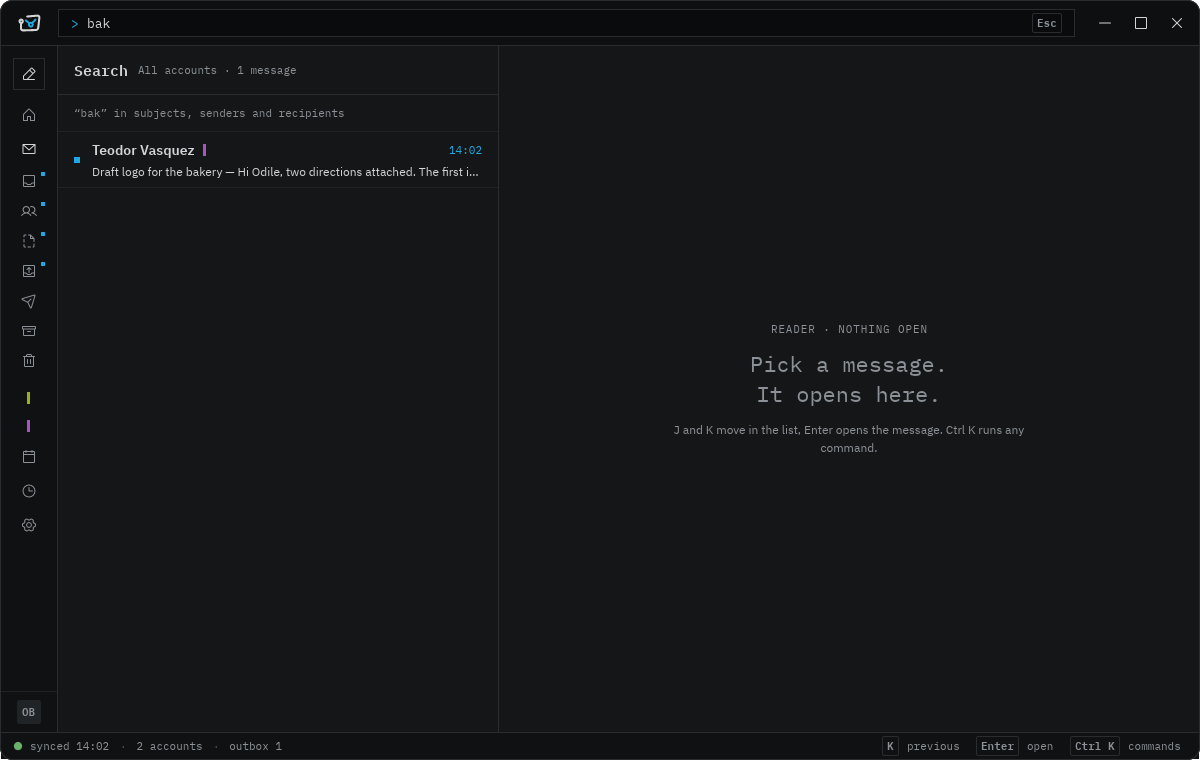 > bak
Esc
Search All accounts · 1 message
“bak” in subjects, senders and recipients
Teodor Vasquez 14:02
Draft logo for the bakery — Hi Odile, two directions attached. The first i…
READER · NOTHING OPEN
Pick a message.
It opens here.
J and K move in the list, Enter opens the message. Ctrl K runs any
command.
OB
synced 14:02 · 2 accounts · outbox 1
K previous Enter open Ctrl K commands